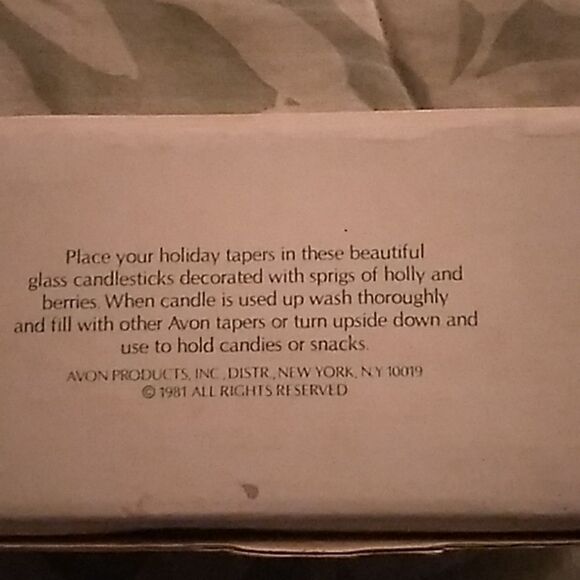 Place your holiday tapers in these beautiful
glass candlesticks decorated with sprigs of holly and
berries. When candle is used up wash thoroughly
and fill with other Avon tapers or turn upside down and
use to hold candies or snacks.
AVON PRODUCTS, INC., DISTR., NEW YORK, N.Y. 10019
© 1981 ALL RIGHTS RESERVED